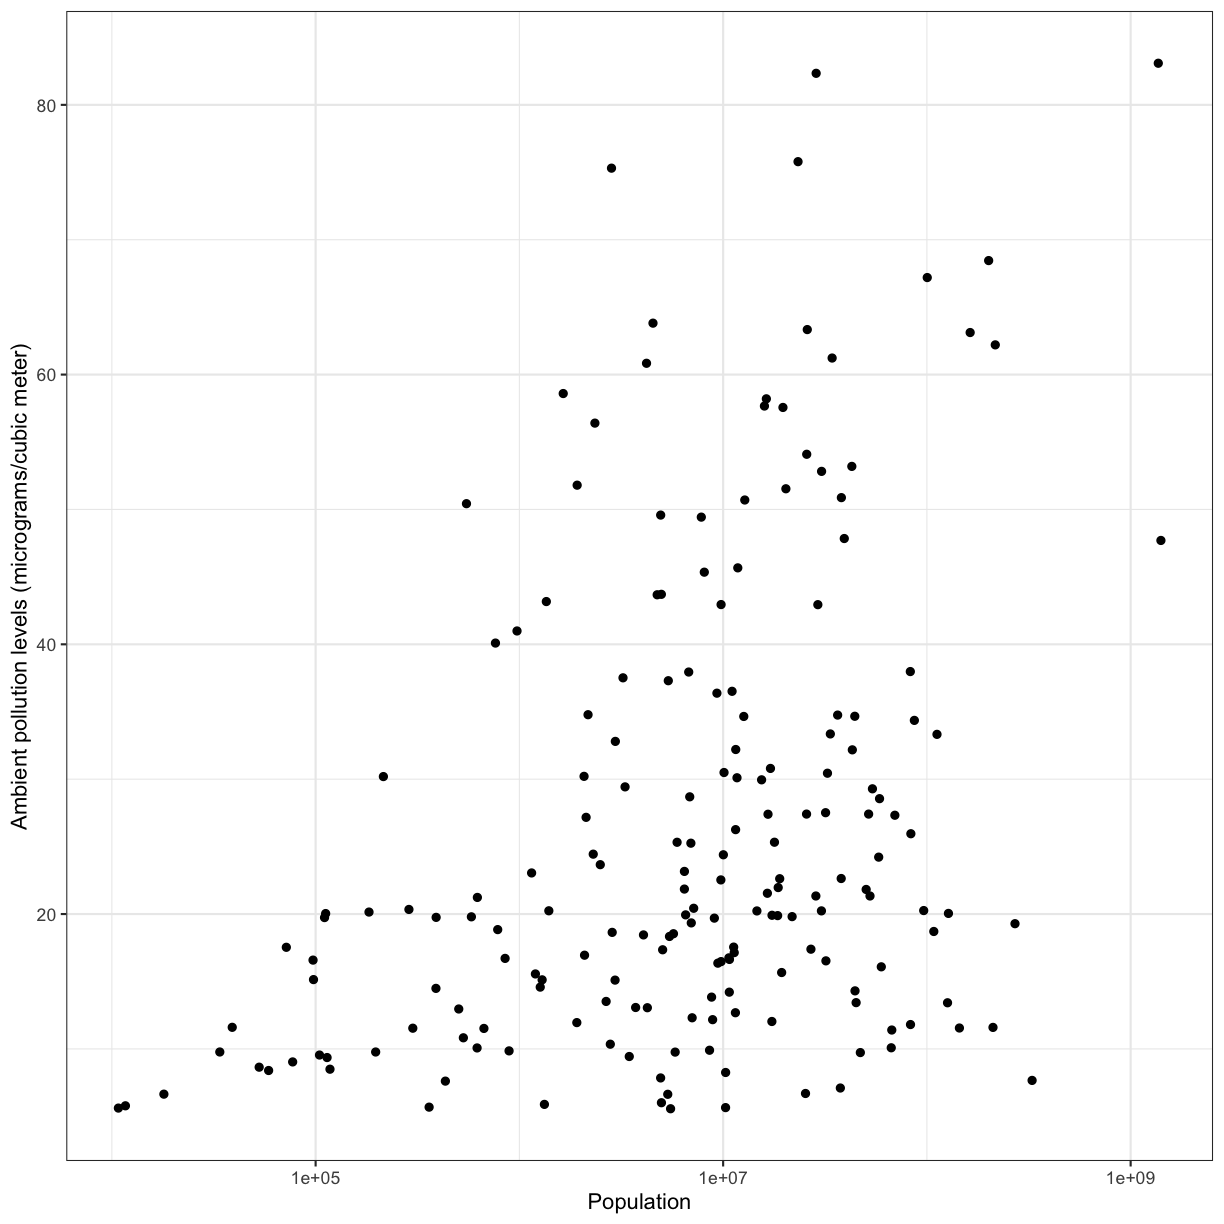 Ambient pollution levels (micrograms/cubic meter)
80
60
40
20
1e+05
1e+07
1e+09
Population